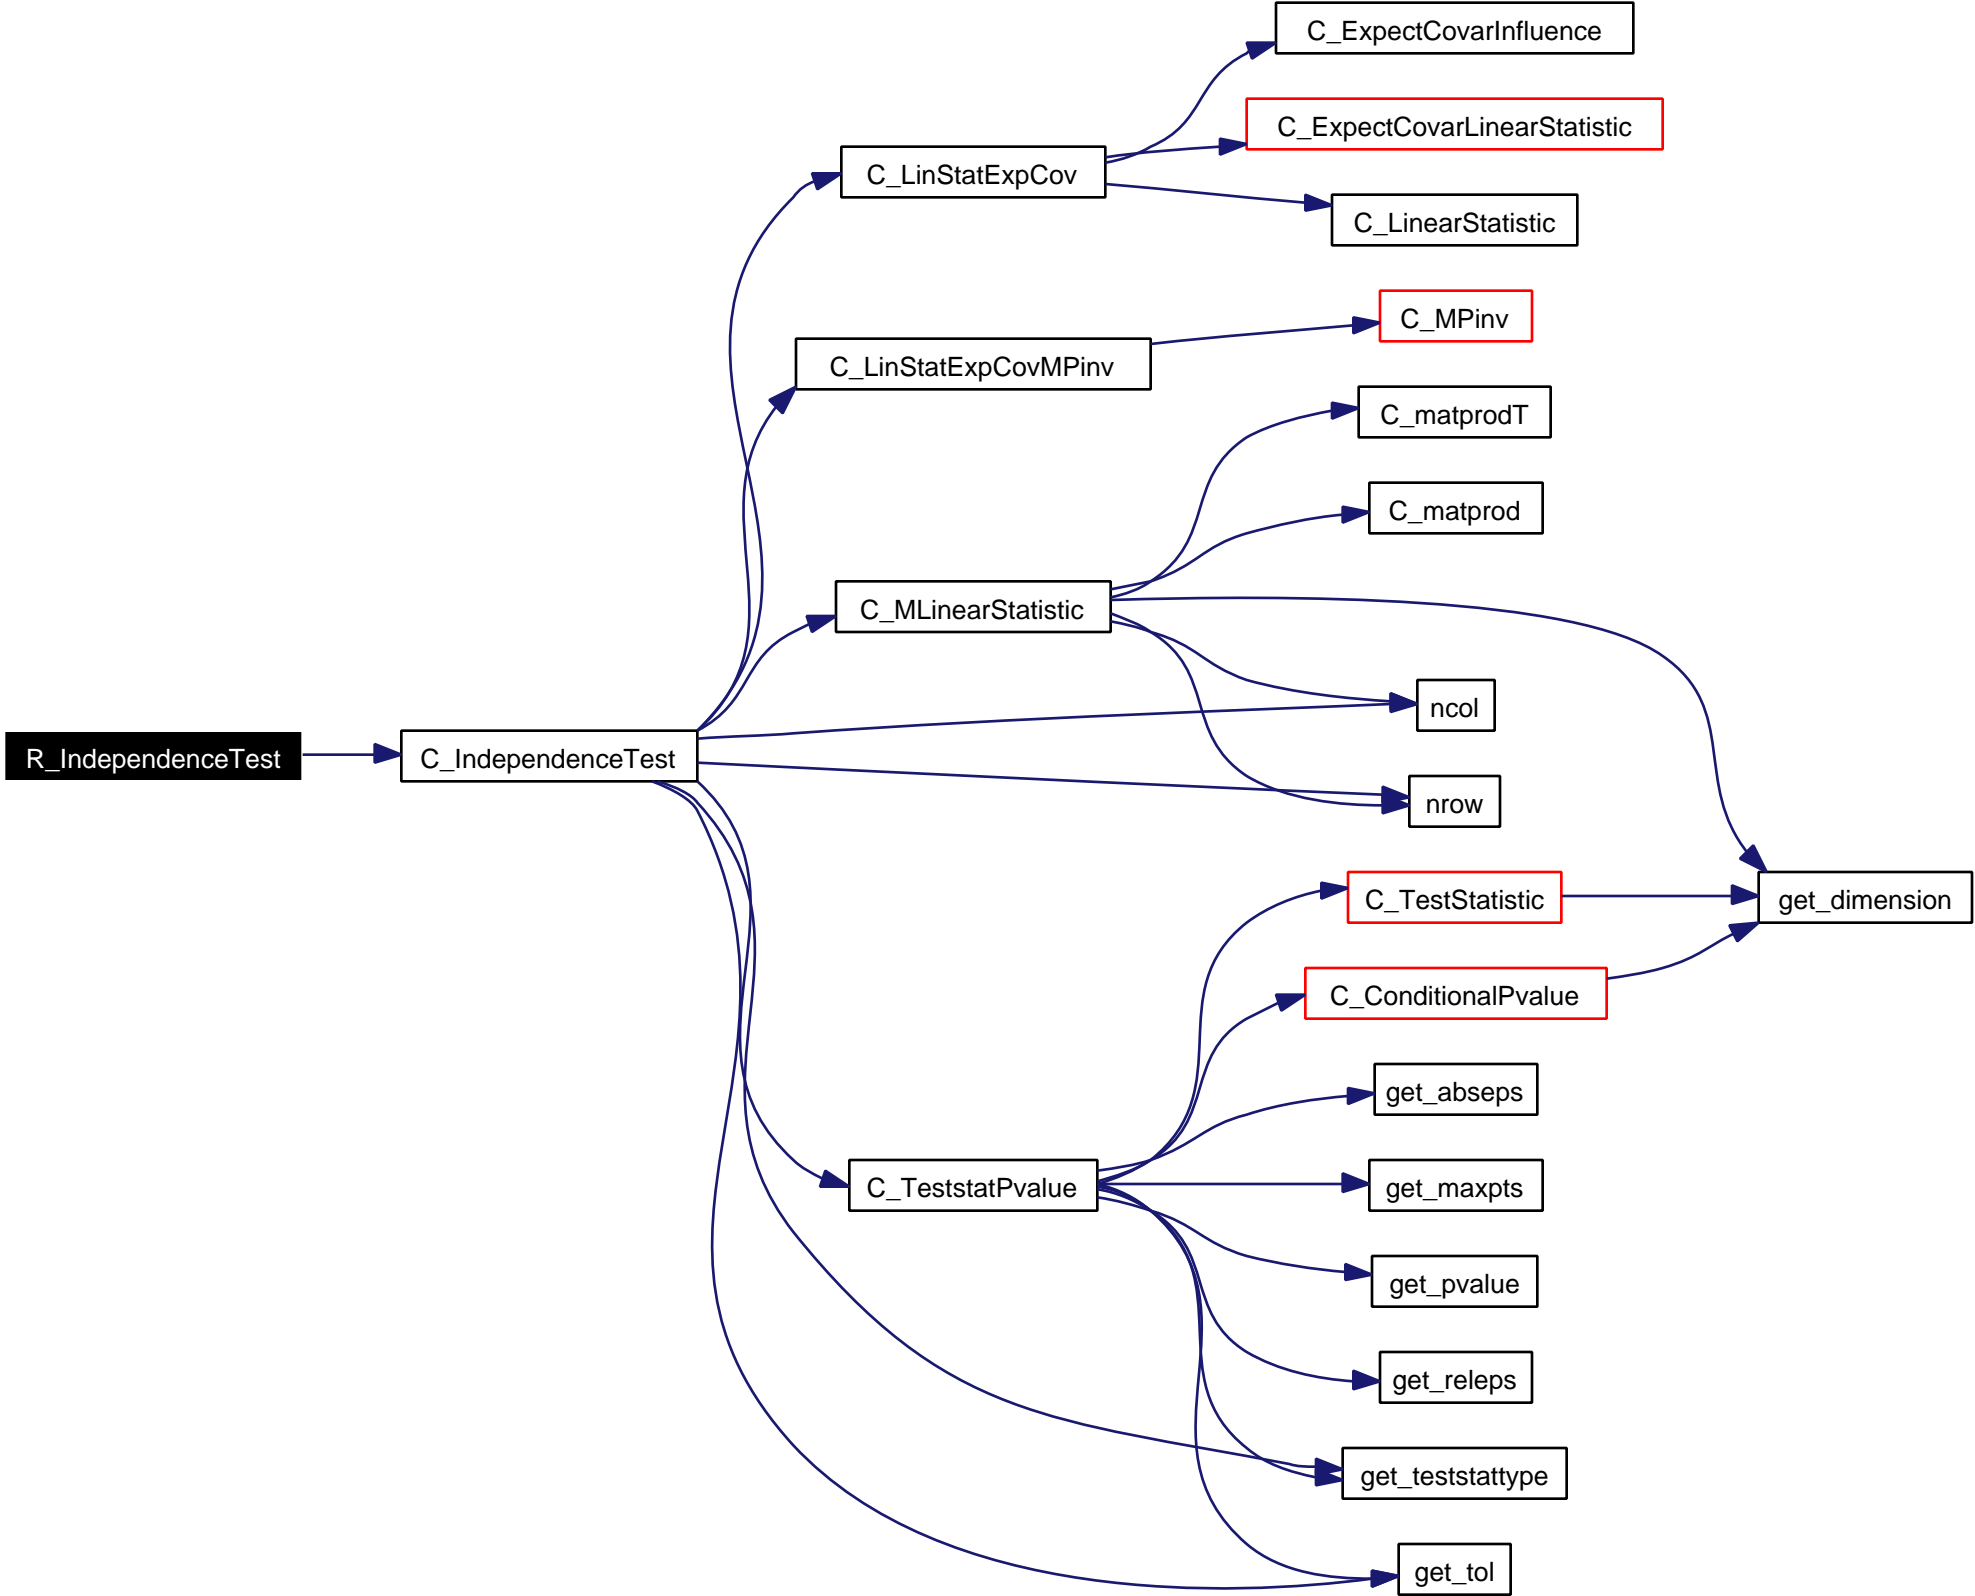 R_IndependenceTest
C_IndependenceTest
C_LinStatExpCov
C_LinStatExpCovMPinv
C_MLinearStatistic
C_TeststatPvalue
C_ExpectCovarInfluence
C_ExpectCovarLinearStatistic
C_LinearStatistic
C_MPinv
C_matprodT
C_matprod
ncol
nrow
C_TestStatistic
C_ConditionalPvalue
get_abseps
get_maxpts
get_pvalue
get_releps
get_teststattype
get_tol
get_dimension